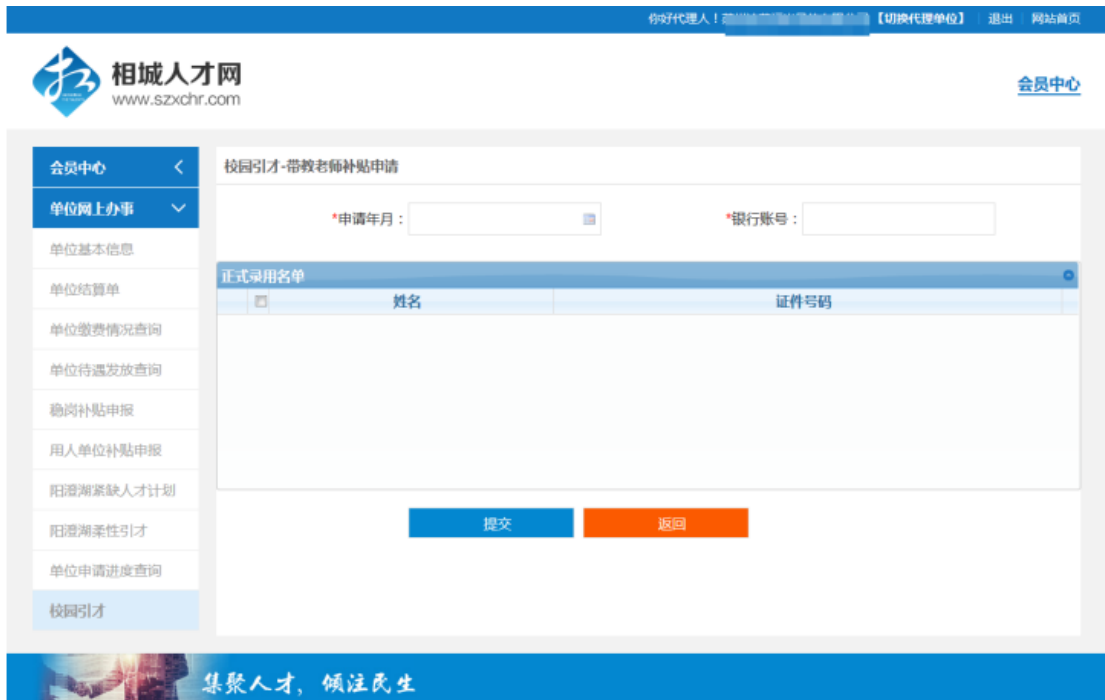 你好代理人！
【切换代理单位】 退出 网站首页
相城人才网
www.szxchr.com
会员中心
会员中心
单位网上办事
单位基本信息
单位结算单
单位缴费情况查询
单位待遇发放查询
稳岗补贴申报
用人单位补贴申报
阳澄湖紧缺人才计划
阳澄湖柔性引才
单位申请进度查询
校园引才
校园引才-带教老师补贴申请
*申请年月： *银行账号：
正式录用名单
姓名 证件号码
提交 返回
集聚人才，倾注民生